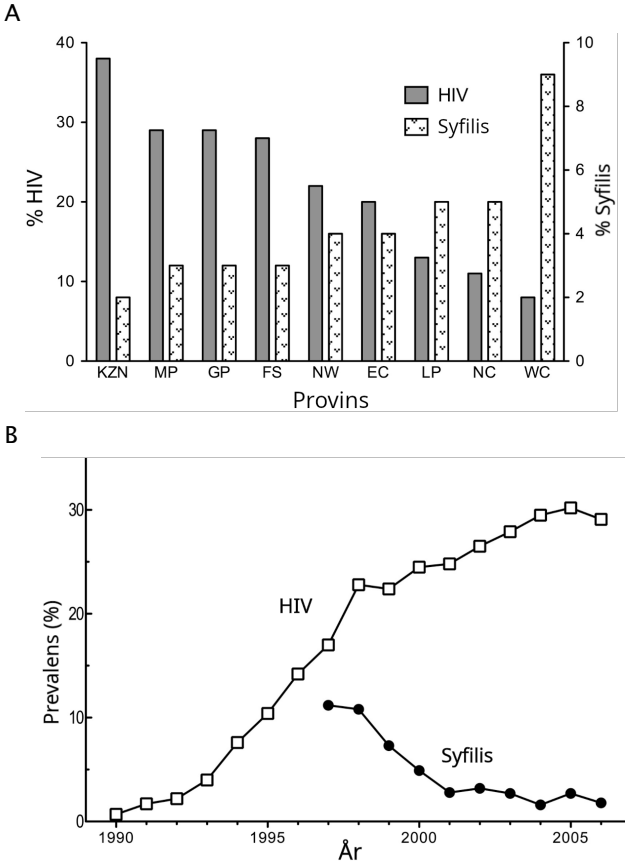 A
40
30
20
10
0
% HIV
10
8
6
4
2
0
% Syfilis
HIV
Syfilis
KZN MP GP FS NW EC LP NC WC
Provins
B
30
20
10
0
Prevalens (%)
HIV
Syfilis
1990 1995 2000 2005
År